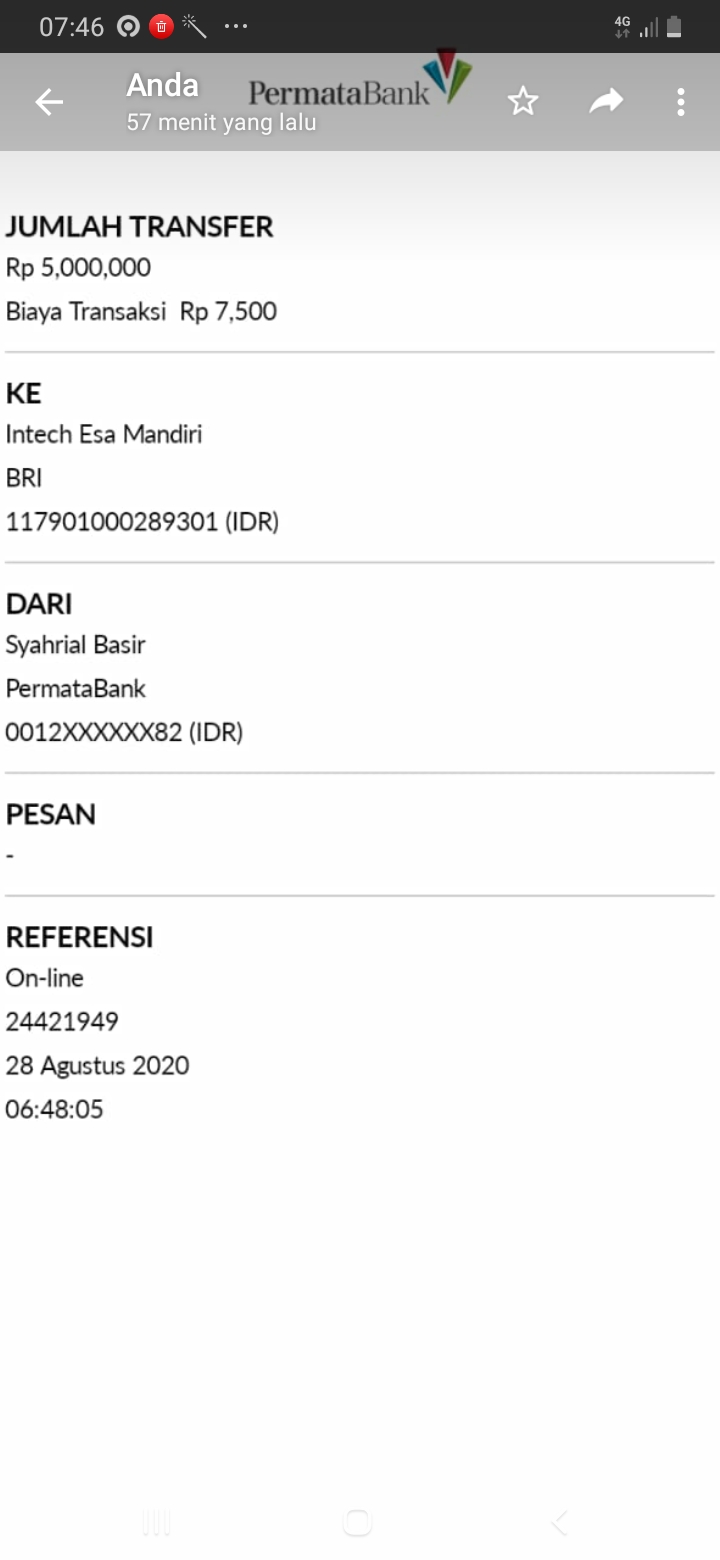 07:46
4G
Anda
PermataBank
57 menit yang lalu
JUMLAH TRANSFER
Rp 5,000,000
Biaya Transaksi Rp 7,500
KE
Intech Esa Mandiri
BRI
117901000289301 (IDR)
DARI
Syahrial Basir
PermataBank
0012XXXXXX82 (IDR)
PESAN
-
REFERENSI
On-line
24421949
28 Agustus 2020
06:48:05